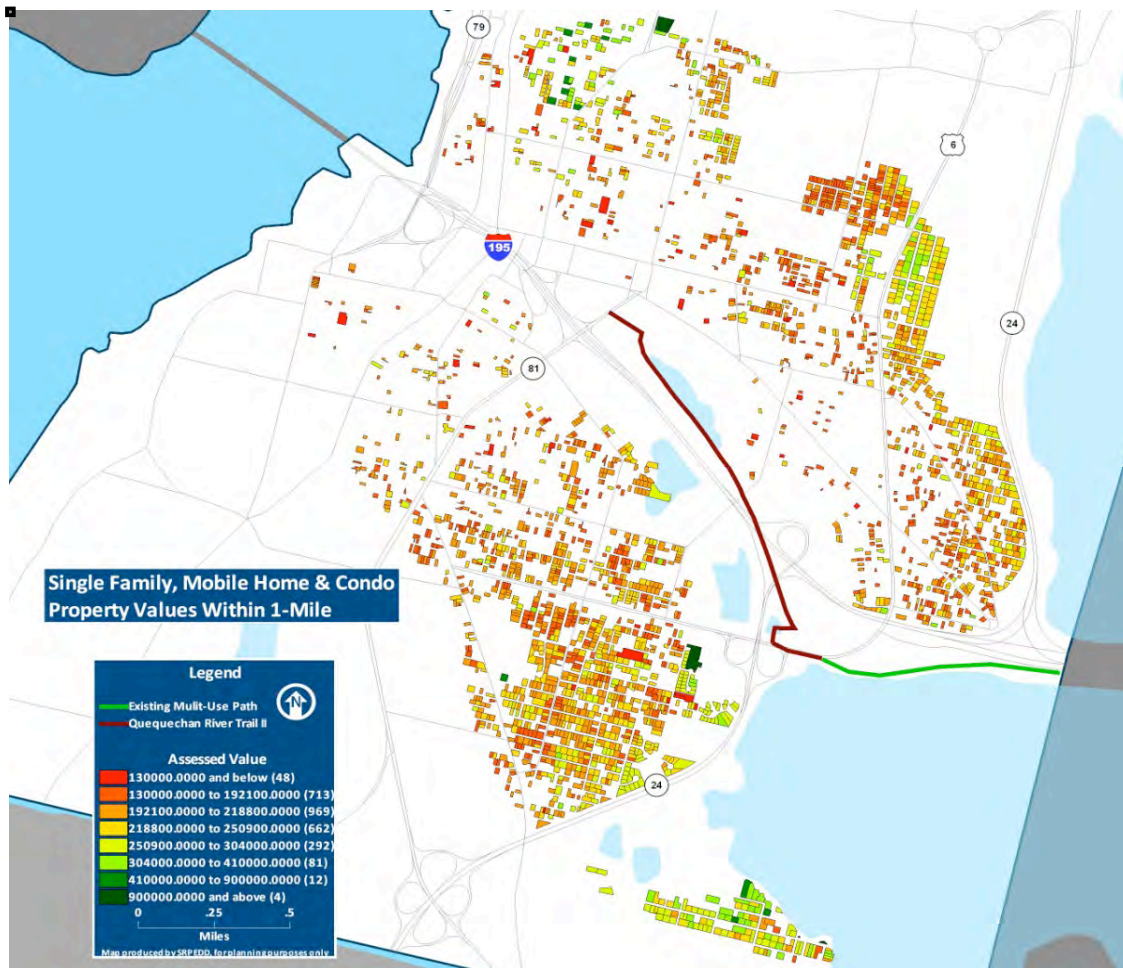 79
6
195
24
81
Single Family, Mobile Home & Condo
Property Values Within 1-Mile
24
Legend
N
Existing Mulit-Use Path
Quequechan River Trail II
Assessed Value
130000.0000 and below (48)
130000.0000 to 192100.0000 (713)
192100.0000 to 218800.0000 (969)
218800.0000 to 250900.0000 (662)
250900.0000 to 304000.0000 (292)
304000.0000 to 410000.0000 (81)
410000.0000 to 900000.0000 (12)
900000.0000 and above (4)
0 .25 .5
Miles
Map produced by SRPEDD, for planning purposes only